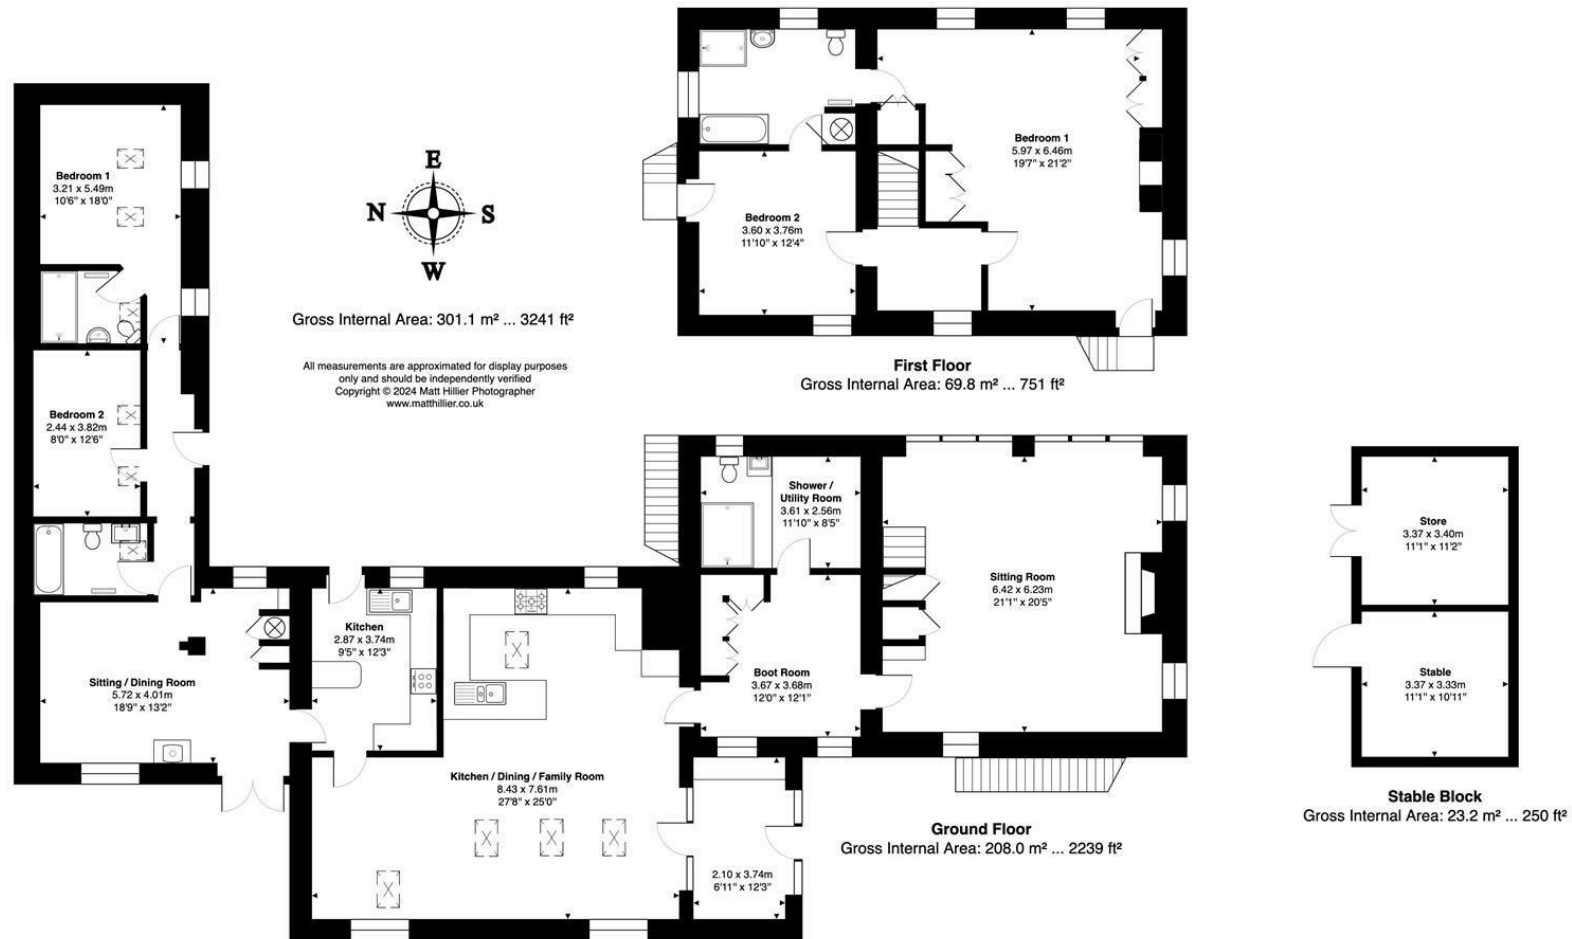 Bedroom 1
3.21 x 5.49m
10'6" x 18'0"
Bedroom 2
2.44 x 3.82m
8'0" x 12'6"
Sitting / Dining Room
5.72 x 4.01m
18'9" x 13'2"
E
N
S
W
Gross Internal Area: 301.1 m² ... 3241 ft²
All measurements are approximated for display purposes
only and should be independently verified
Copyright © 2024 Matt Hillier Photographer
www.matthillier.co.uk
Bedroom 1
5.97 x 6.46m
19'7" x 21'2"
Bedroom 2
3.60 x 3.76m
11'10" x 12'4"
First Floor
Gross Internal Area: 69.8 m² ... 751 ft²
Kitchen
2.87 x 3.74m
9'5" x 12'3"
Kitchen / Dining / Family Room
8.43 x 7.61m
27'8" x 25'0"
Shower /
Utility Room
3.61 x 2.56m
11'10" x 8'5"
Boot Room
3.67 x 3.68m
12'0" x 12'1"
Sitting Room
6.42 x 6.23m
21'1" x 20'5"
2.10 x 3.74m
6'11" x 12'3"
Ground Floor
Gross Internal Area: 208.0 m² ... 2239 ft²
Store
3.37 x 3.40m
11'1" x 11'2"
Stable
3.37 x 3.33m
11'1" x 10'11"
Stable Block
Gross Internal Area: 23.2 m² ... 250 ft²